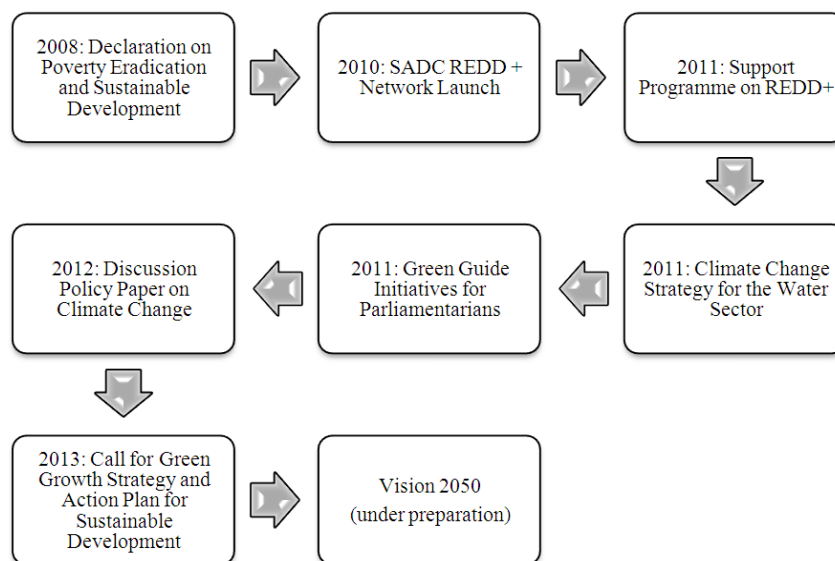 2008: Declaration on
Poverty Eradication
and Sustainable
Development
2010: SADC REDD +
Network Launch
2011: Support
Programme on REDD+
2011: Climate Change
Strategy for the Water
Sector
2011: Green Guide
Initiatives for
Parliamentarians
2012: Discussion
Policy Paper on
Climate Change
2013: Call for Green
Growth Strategy and
Action Plan for
Sustainable
Development
Vision 2050
(under preparation)